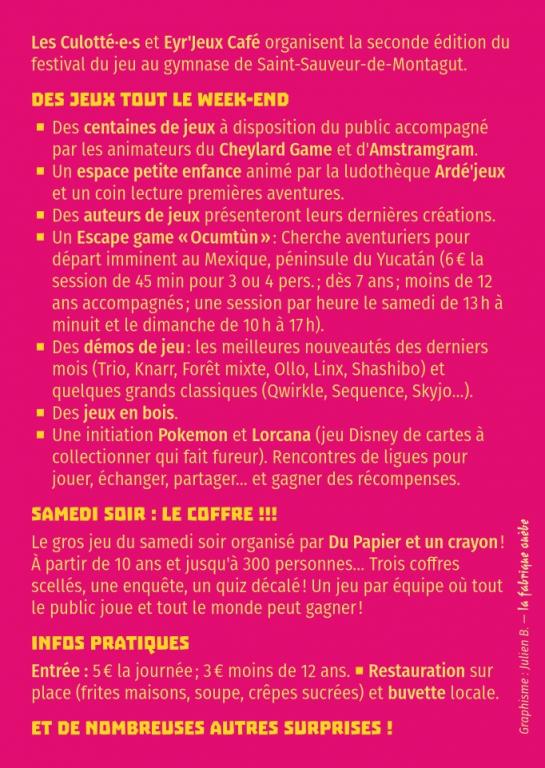 Les Culotté·e·s et Eyr'Jeux Café organisent la seconde édition du
festival du jeu au gymnase de Saint-Sauveur-de-Montagut.
DES JEUX TOUT LE WEEK-END
▪ Des centaines de jeux à disposition du public accompagné
par les animateurs du Cheylard Game et d'Amstramgram.
▪ Un espace petite enfance animé par la ludothèque Ardé'jeux
et un coin lecture premières aventures.
▪ Des auteurs de jeux présenteront leurs dernières créations.
▪ Un Escape game « Ocumtùn » : Cherche aventuriers pour
départ imminent au Mexique, péninsule du Yucatán (6 € la
session de 45 min pour 3 ou 4 pers. ; dès 7 ans ; moins de 12
ans accompagnés ; une session par heure le samedi de 13 h à
minuit et le dimanche de 10 h à 17 h).
▪ Des démos de jeu : les meilleures nouveautés des derniers
mois (Trio, Knarr, Forêt mixte, Ollo, Linx, Shashibo) et
quelques grands classiques (Qwirkle, Sequence, Skyjo...).
▪ Des jeux en bois.
▪ Une initiation Pokemon et Lorcana (jeu Disney de cartes à
collectionner qui fait fureur). Rencontres de ligues pour
jouer, échanger, partager... et gagner des récompenses.
SAMEDI SOIR : LE COFFRE !!!
Le gros jeu du samedi soir organisé par Du Papier et un crayon !
À partir de 10 ans et jusqu'à 300 personnes... Trois coffres
scellés, une enquête, un quiz décalé ! Un jeu par équipe où tout
le public joue et tout le monde peut gagner !
INFOS PRATIQUES
Entrée : 5 € la journée ; 3 € moins de 12 ans. ▪ Restauration sur
place (frites maisons, soupe, crêpes sucrées) et buvette locale.
ET DE NOMBREUSES AUTRES SURPRISES !
Graphisme : Julien B. — la fabrique ouèbe